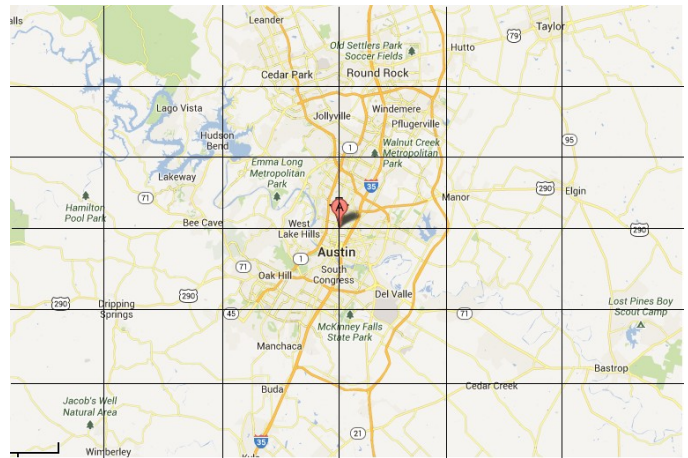 alls
Leander
Taylor
79
Old Settlers Park
Soccer Fields
Hutto
Cedar Park
Round Rock
Lago Vista
Windemere
Jollyville
Pflugerville
Hudson
Bend
1
Walnut Creek
Metropolitan
Park
95
Emma Long
Metropolitan
Park
Lakeway
35
290
Elgin
71
Manor
Hamilton
Pool Park
A
Bee Cave
West
Lake Hills
290
Austin
1
71
Oak Hill
South
Congress
290
290
Del Valle
Dripping
Springs
45
71
Lost Pines Boy
Scout Camp
McKinney Falls
State Park
Manchaca
Bastrop
Buda
Cedar Creek
Jacob's Well
Natural Area
21
35
Wimberley